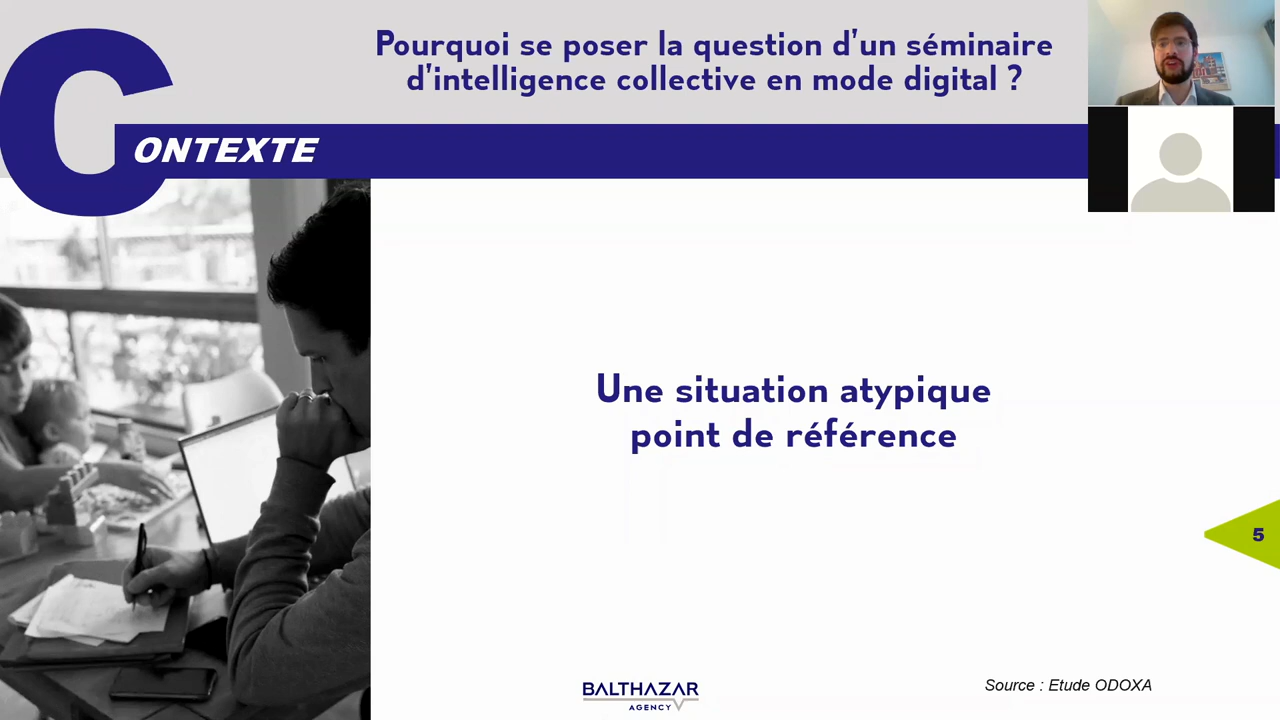 Pourquoi se poser la question d'un séminaire
d'intelligence collective en mode digital ?
CONTEXTE
Une situation atypique
point de référence
5
BALTHAZAR
AGENCY
Source : Etude ODOXA